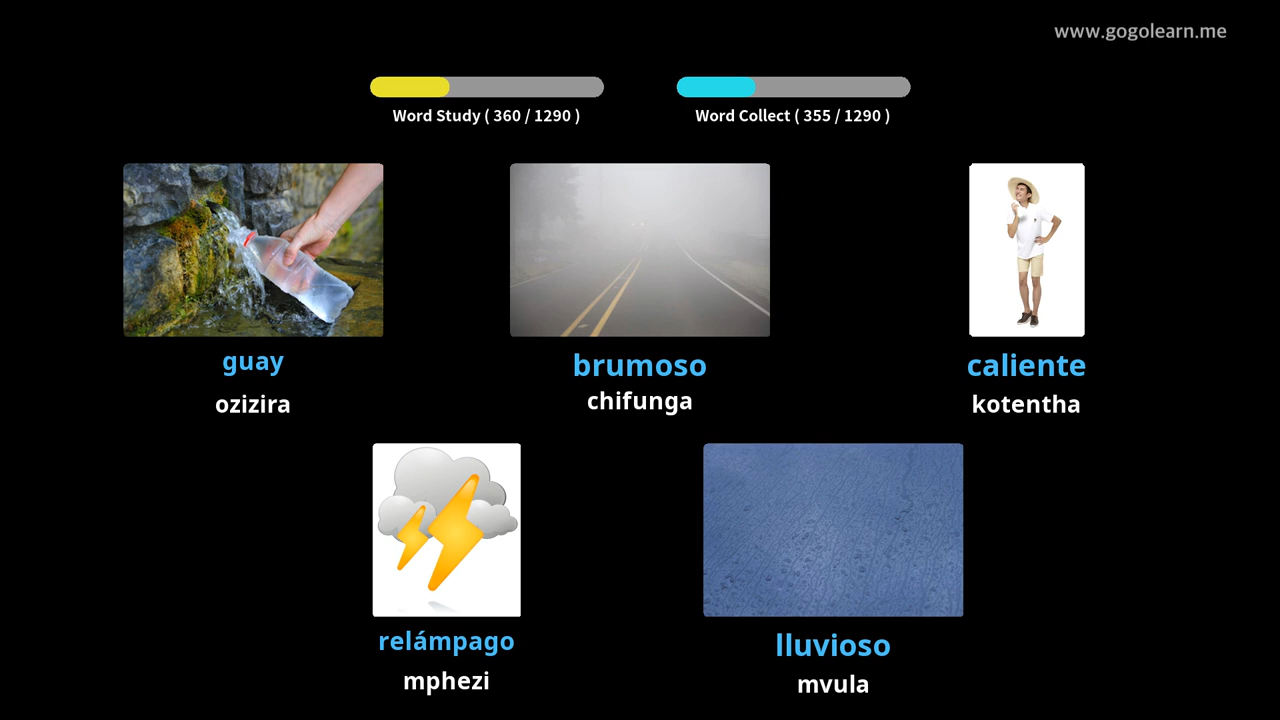 www.gogolearn.me
Word Study ( 360 / 1290 )
Word Collect ( 355 / 1290 )
guay
ozizira
brumoso
chifunga
caliente
kotentha
relámpago
mphezi
lluvioso
mvula